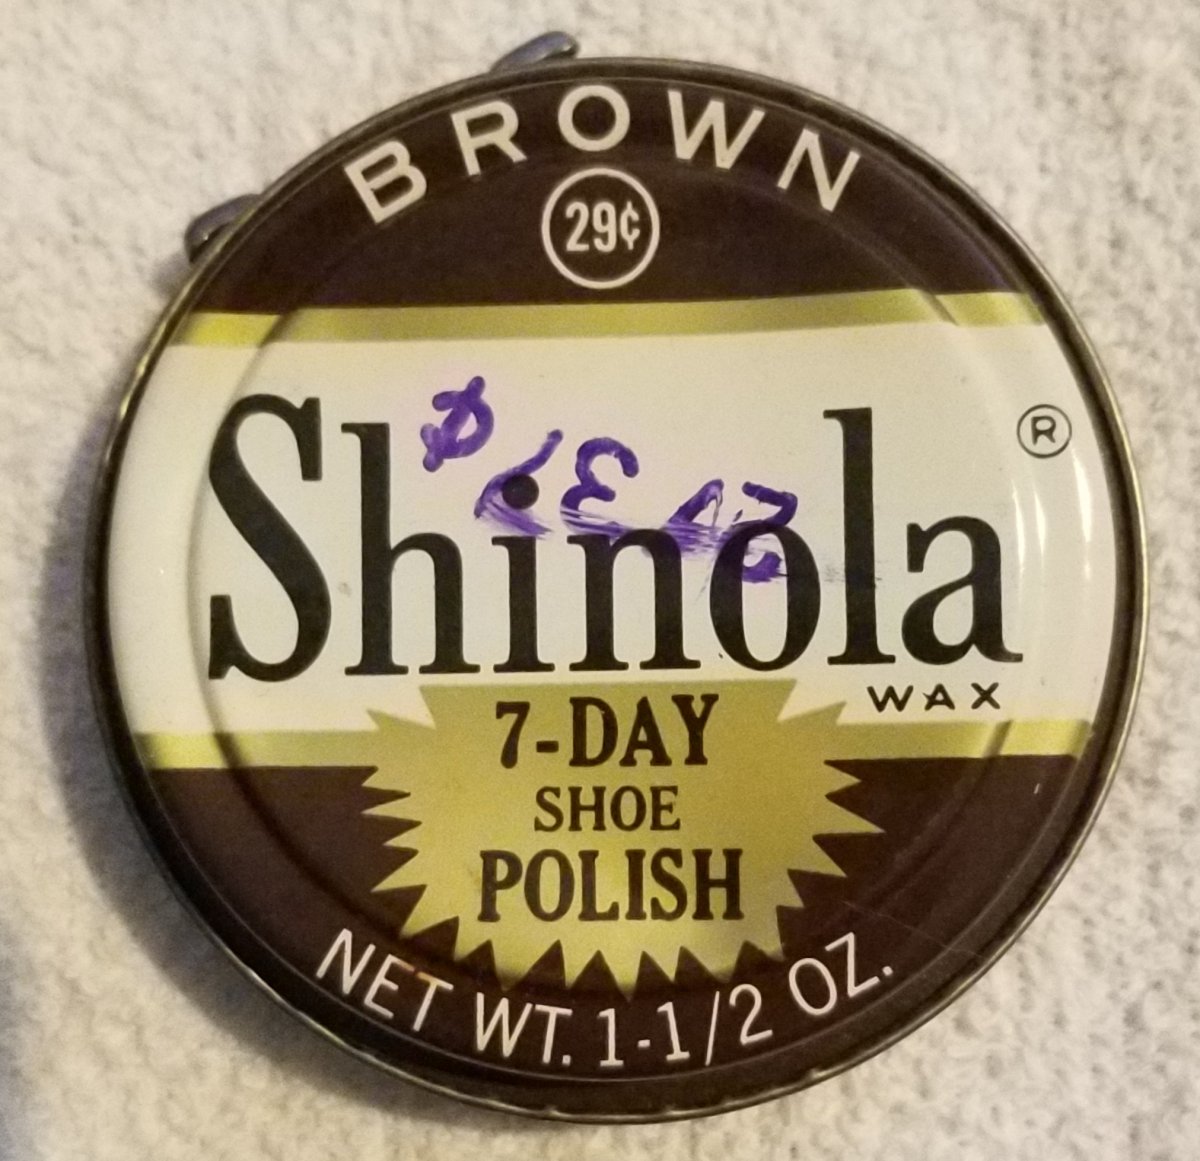 BROWN
29¢
Shinola®
WAX
7-DAY
SHOE
POLISH
NET WT. 1-1/2 OZ.